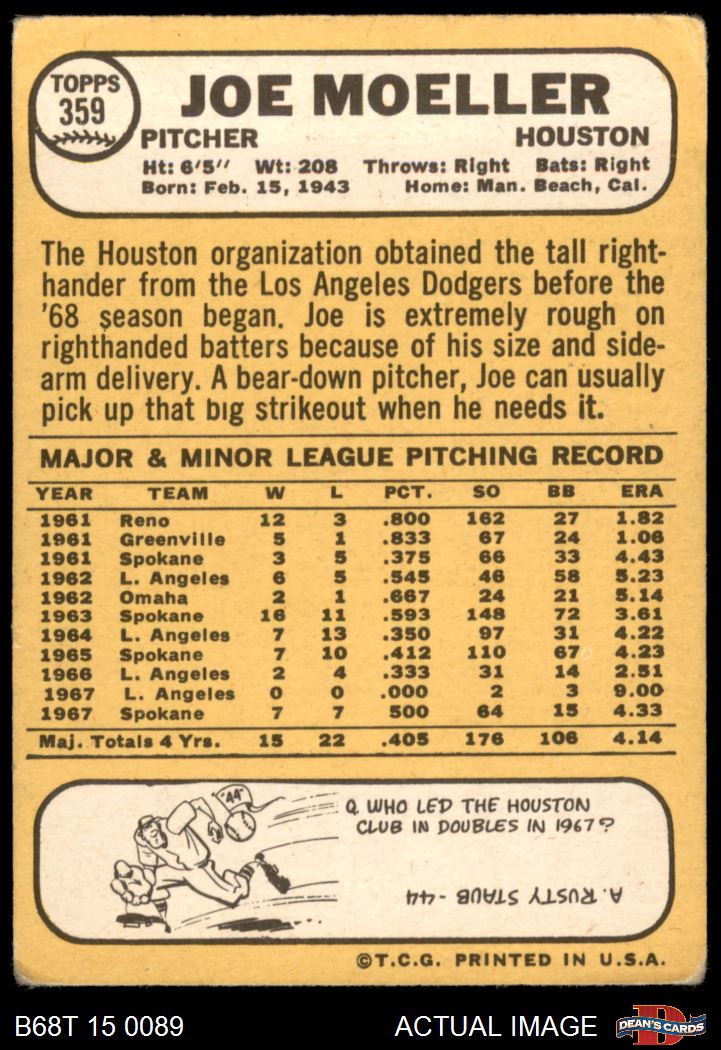 TOPPS
359
JOE MOELLER
PITCHER HOUSTON
Ht: 6'5" Wt: 208 Throws: Right Bats: Right
Born: Feb. 15, 1943 Home: Man. Beach, Cal.
The Houston organization obtained the tall right-
hander from the Los Angeles Dodgers before the
'68 season began. Joe is extremely rough on
righthanded batters because of his size and side-
arm delivery. A bear-down pitcher, Joe can usually
pick up that big strikeout when he needs it.
MAJOR & MINOR LEAGUE PITCHING RECORD
YEAR TEAM W L PCT. SO BB ERA
1961 Reno 12 3 .800 162 27 1.82
1961 Greenville 5 1 .833 67 24 1.06
1961 Spokane 3 5 .375 66 33 4.43
1962 L. Angeles 6 5 .545 46 58 5.23
1962 Omaha 2 1 .667 24 21 5.14
1963 Spokane 16 11 .593 148 72 3.61
1964 L. Angeles 7 13 .350 97 31 4.22
1965 Spokane 7 10 .412 110 67 4.23
1966 L. Angeles 2 4 .333 31 14 2.51
1967 L. Angeles 0 0 .000 2 3 9.00
1967 Spokane 7 7 500 64 15 4.33
Maj. Totals 4 Yrs. 15 22 .405 176 106 4.14
"44"
Q. WHO LED THE HOUSTON
CLUB IN DOUBLES IN 1967?
A. RUSTY STAUB -44
©T.C.G. PRINTED IN U.S.A.
B68T 15 0089 ACTUAL IMAGE
D
DEAN'S CARDS